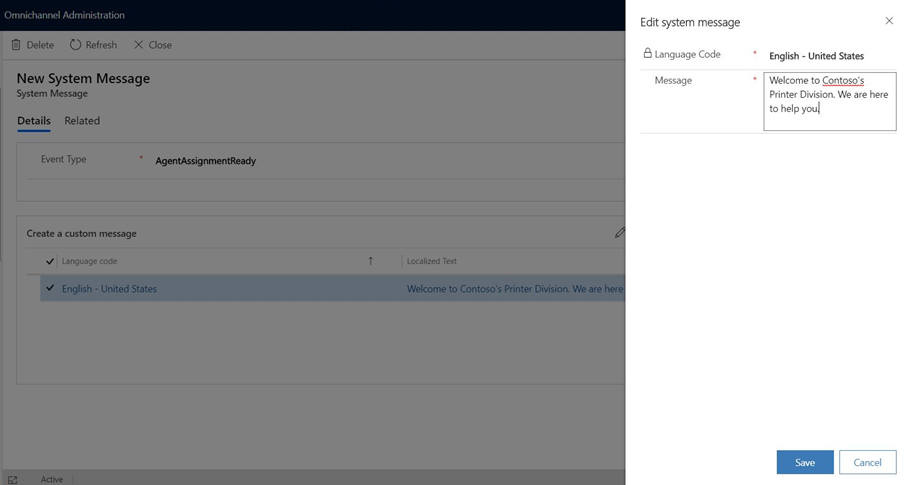 Omnichannel Administration
Delete Refresh Close
New System Message
System Message
Details Related
Event Type * AgentAssignmentReady
Create a custom message
Language code ↑ Localized Text
English - United States Welcome to Contoso's Printer Division. We are here
Active
Edit system message
Language Code * English - United States
Message * Welcome to Contoso's
Printer Division. We are here
to help you.
Save Cancel